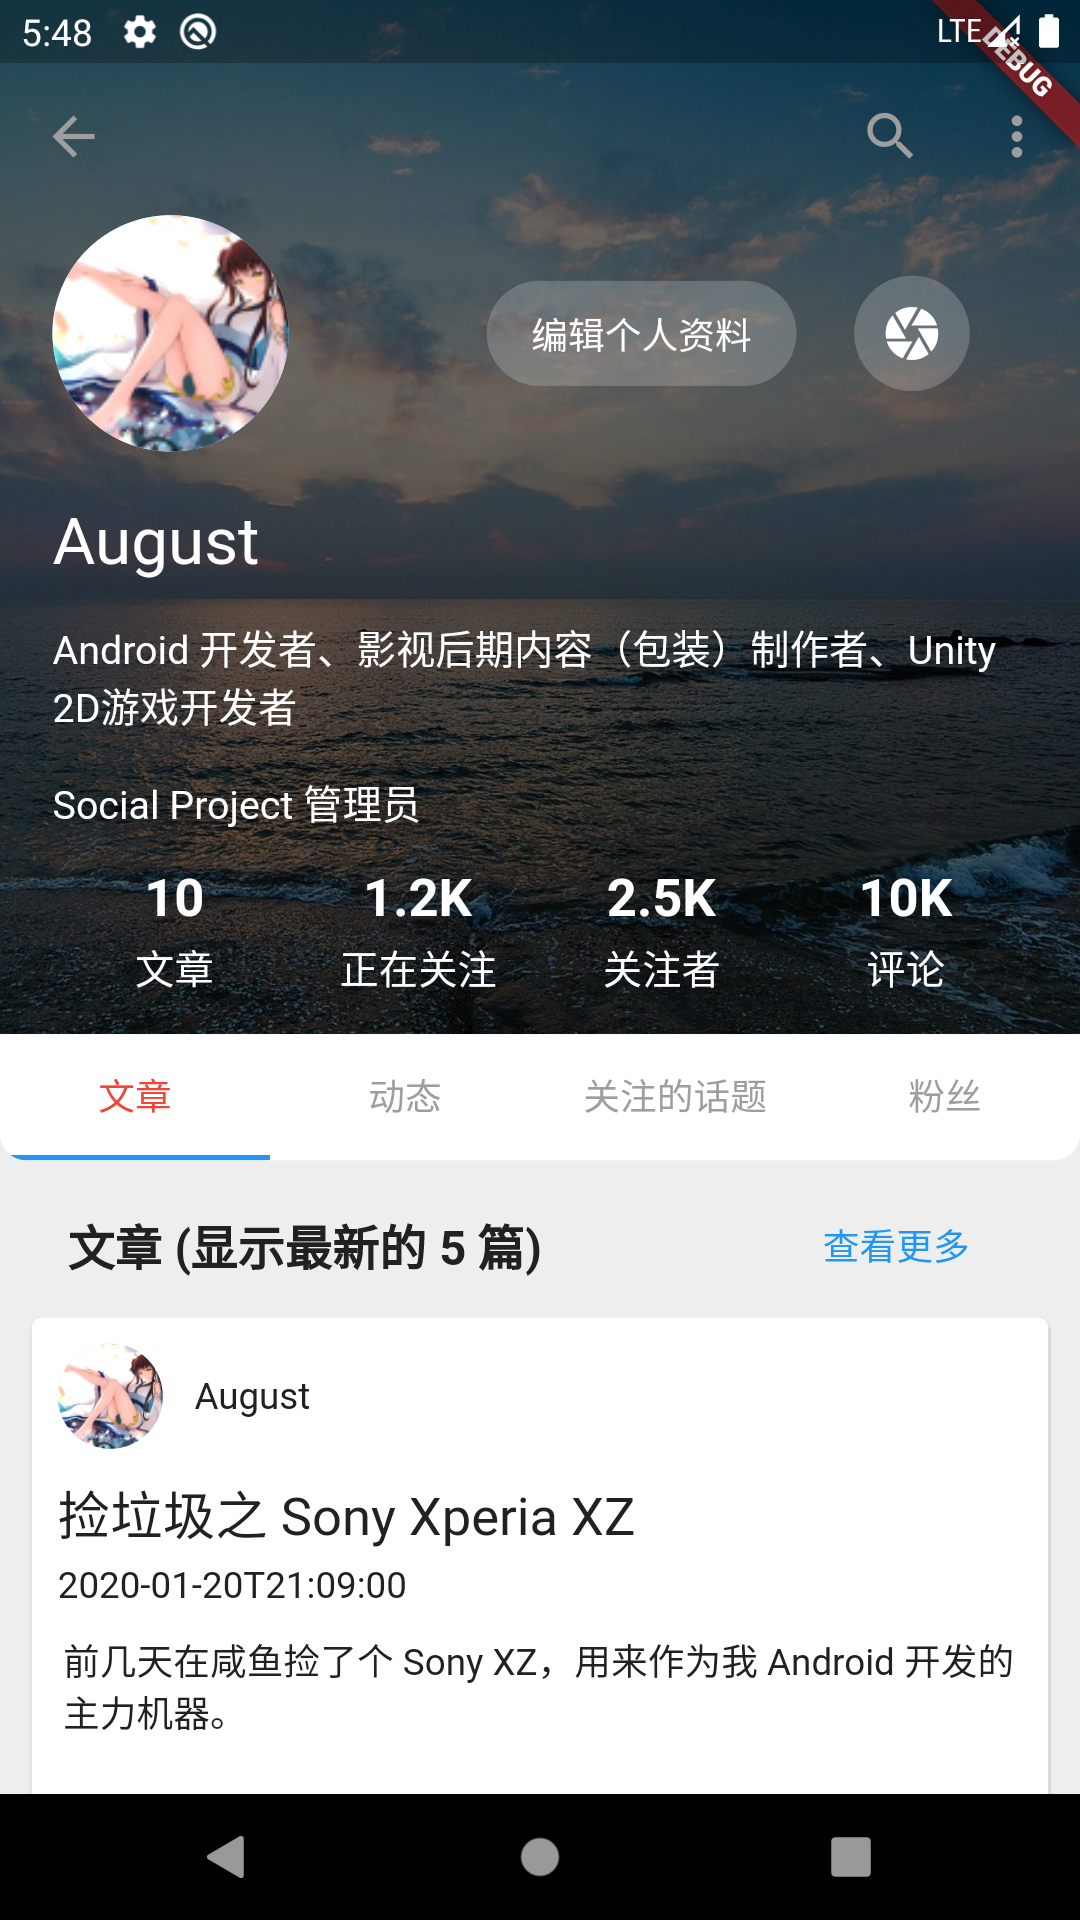 5:48
LTE
DEBUG
编辑个人资料
August
Android 开发者、影视后期内容（包装）制作者、Unity
2D游戏开发者
Social Project 管理员
10 1.2K 2.5K 10K
文章 正在关注 关注者 评论
文章 动态 关注的话题 粉丝
文章 (显示最新的 5 篇) 查看更多
August
捡垃圾之 Sony Xperia XZ
2020-01-20T21:09:00
前几天在咸鱼捡了个 Sony XZ，用来作为我 Android 开发的
主力机器。